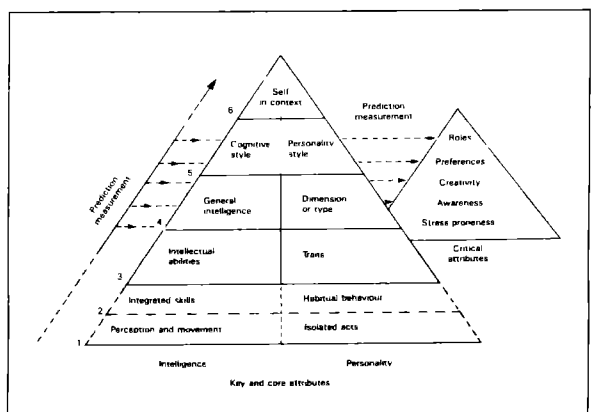 Self
in context
6
Prediction
measurement
Cognitive
style
Personality
style
Roles
Preferences
5
Creativity
Prediction
measurement
General
intelligence
Dimension
or type
Awareness
4
Stress proneness
Critical
attributes
Intellectual
abilities
Traits
3
Integrated skills
Habitual behaviour
2
Perception and movement
Isolated acts
1
Intelligence
Personality
Key and core attributes